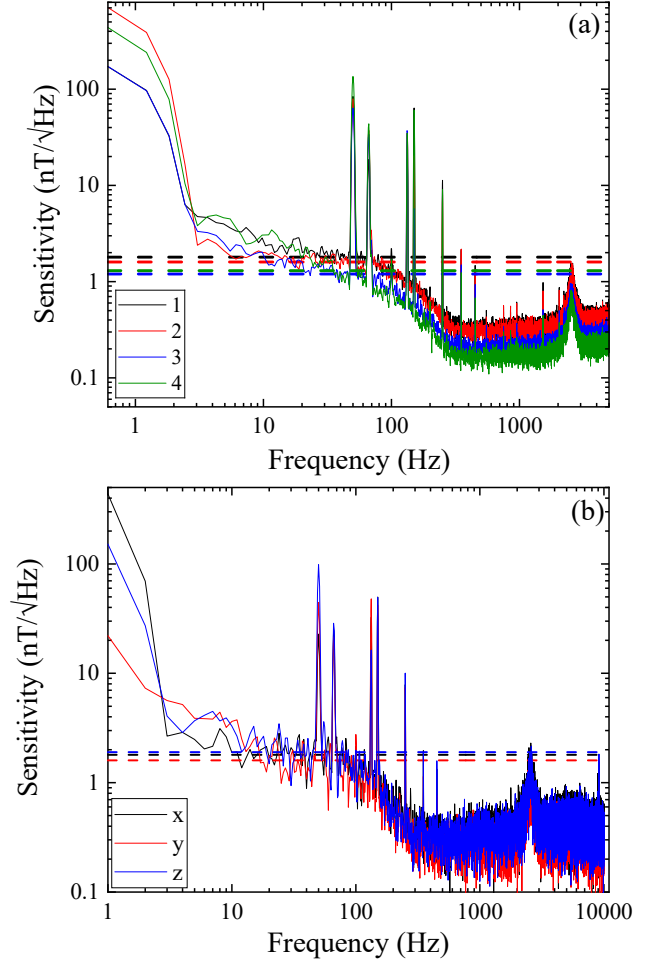 (a)
Sensitivity (nT/√Hz)
100
10
1
0.1
1
2
3
4
1 10 100 1000
Frequency (Hz)
(b)
Sensitivity (nT/√Hz)
100
10
1
0.1
x
y
z
1 10 100 1000 10000
Frequency (Hz)